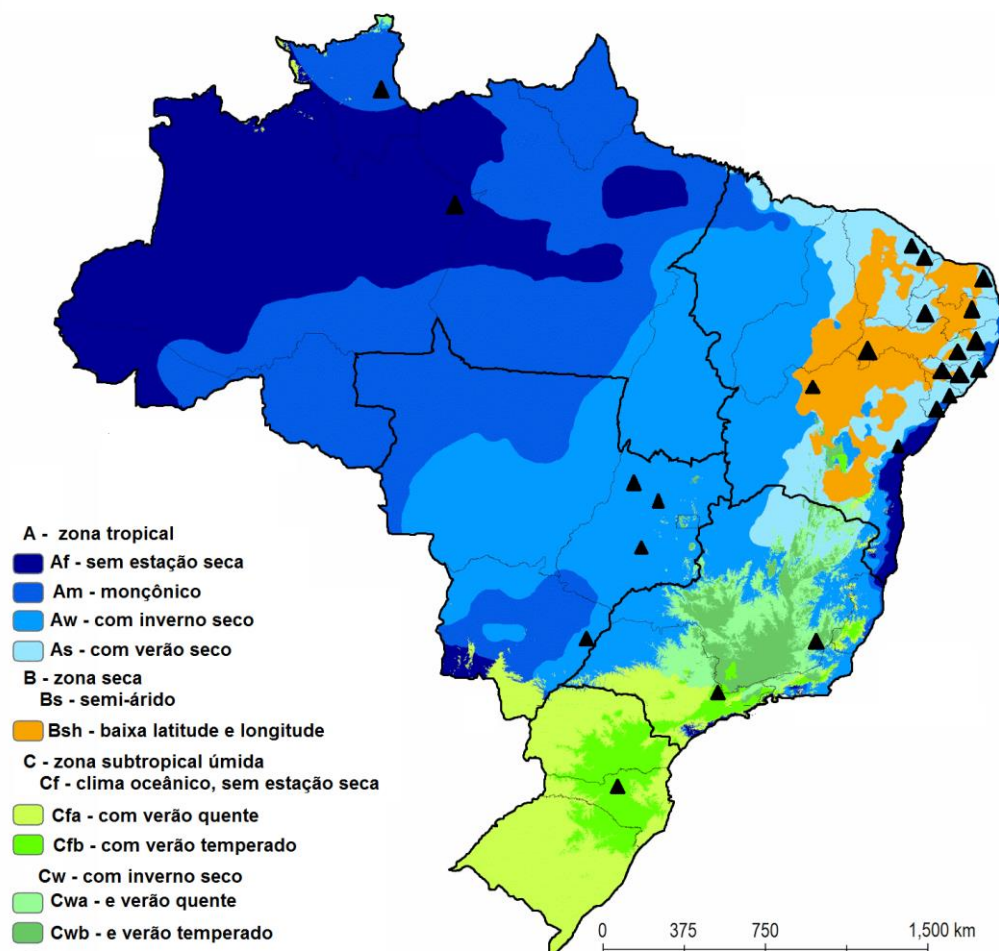 A - zona tropical
Af - sem estação seca
Am - monçônico
Aw - com inverno seco
As - com verão seco
B - zona seca
Bs - semi-árido
Bsh - baixa latitude e longitude
C - zona subtropical úmida
Cf - clima oceânico, sem estação seca
Cfa - com verão quente
Cfb - com verão temperado
Cw - com inverno seco
Cwa - e verão quente
Cwb - e verão temperado
0 375 750 1,500 km